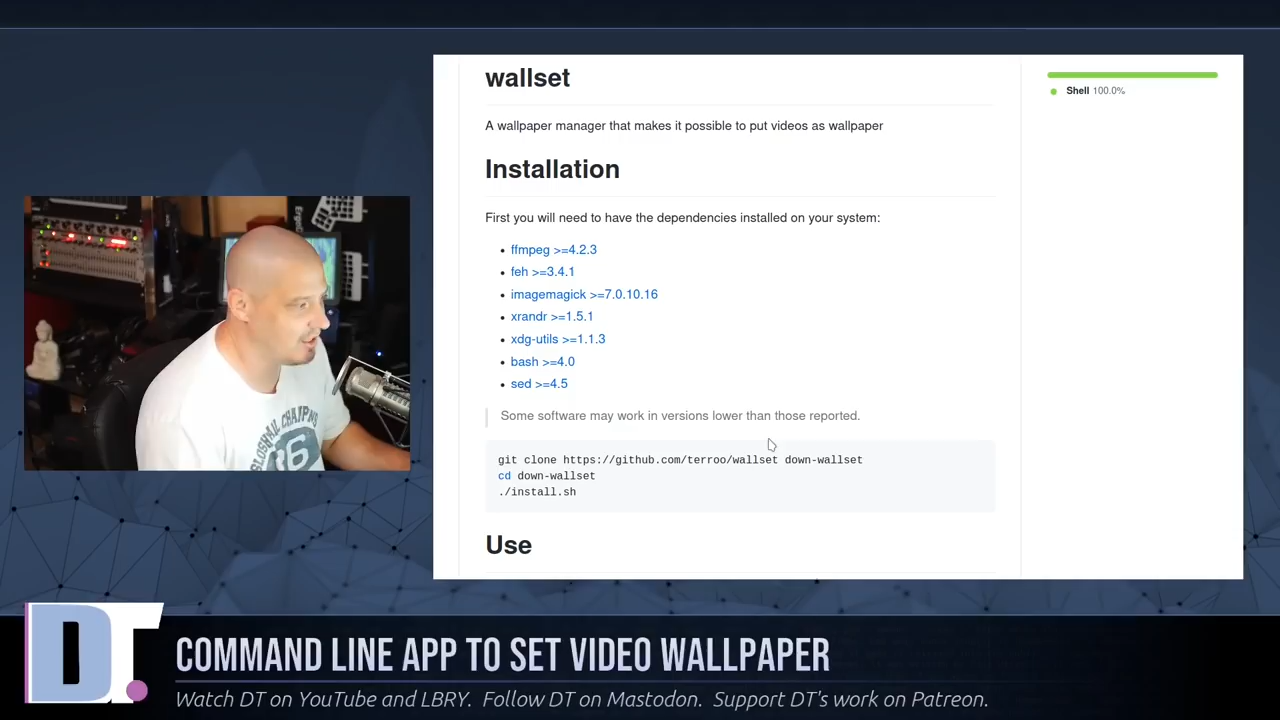 wallset
A wallpaper manager that makes it possible to put videos as wallpaper
Installation
First you will need to have the dependencies installed on your system:
ffmpeg >=4.2.3
feh >=3.4.1
imagemagick >=7.0.10.16
xrandr >=1.5.1
xdg-utils >=1.1.3
bash >=4.0
sed >=4.5
Some software may work in versions lower than those reported.
git clone https://github.com/terroo/wallset down-wallset
cd down-wallset
./install.sh
Use
Shell 100.0%
DT.
COMMAND LINE APP TO SET VIDEO WALLPAPER
Watch DT on YouTube and LBRY. Follow DT on Mastodon. Support DT's work on Patreon.